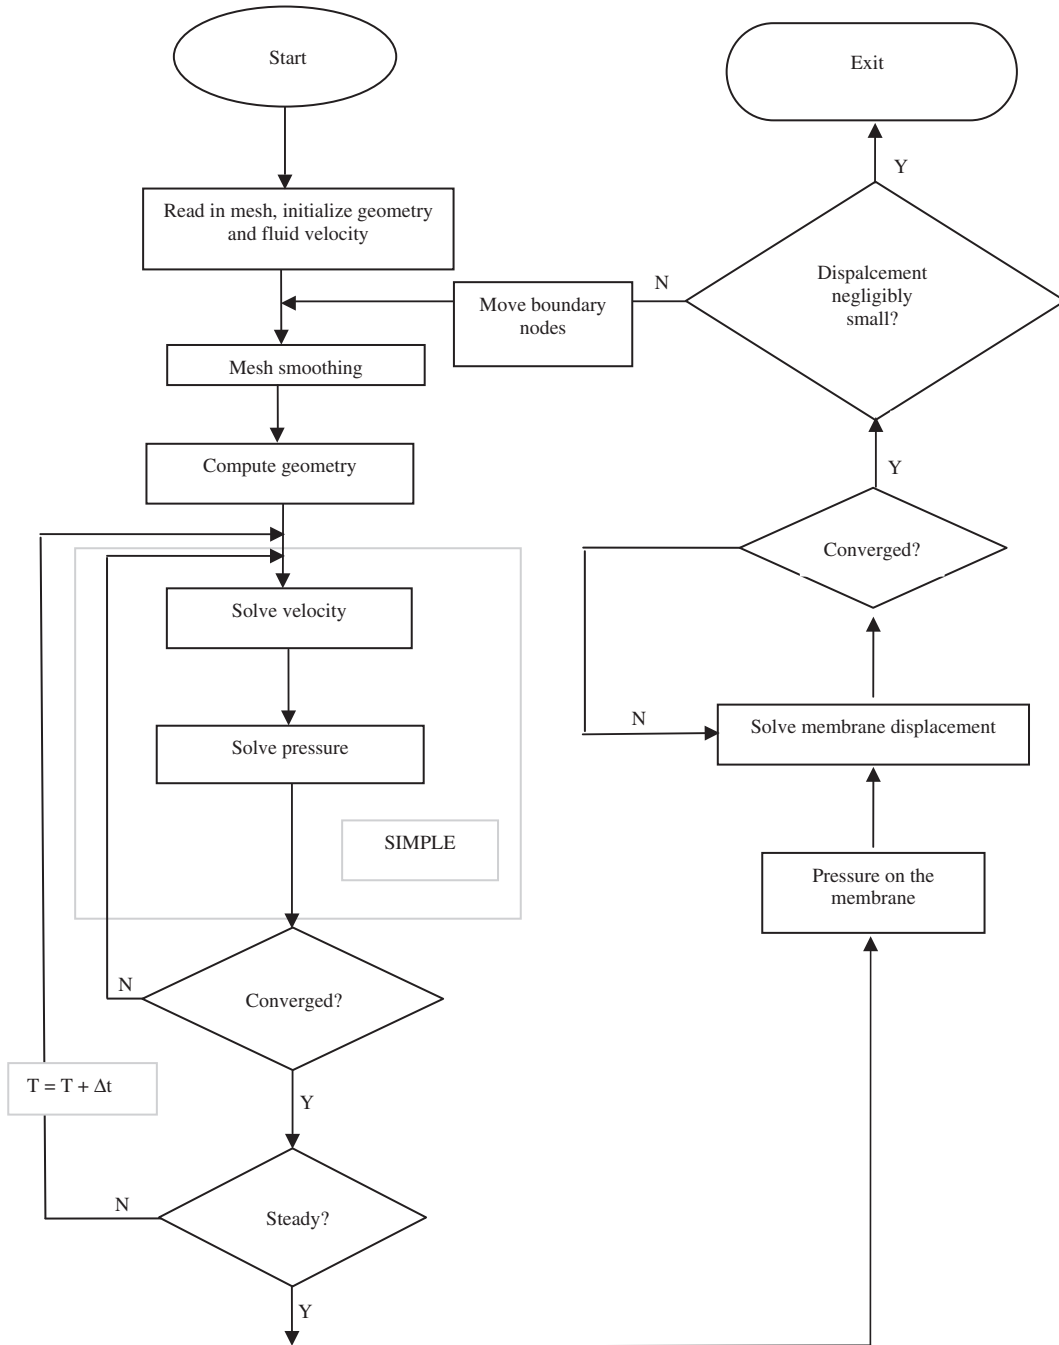 Start
Read in mesh, initialize geometry
and fluid velocity
Mesh smoothing
Compute geometry
Solve velocity
Solve pressure
SIMPLE
N
Converged?
T = T + Δt
Y
N
Steady?
Y
Exit
Y
Dispalcement
negligibly
small?
N
Move boundary
nodes
Y
Converged?
N
Solve membrane displacement
Pressure on the
membrane